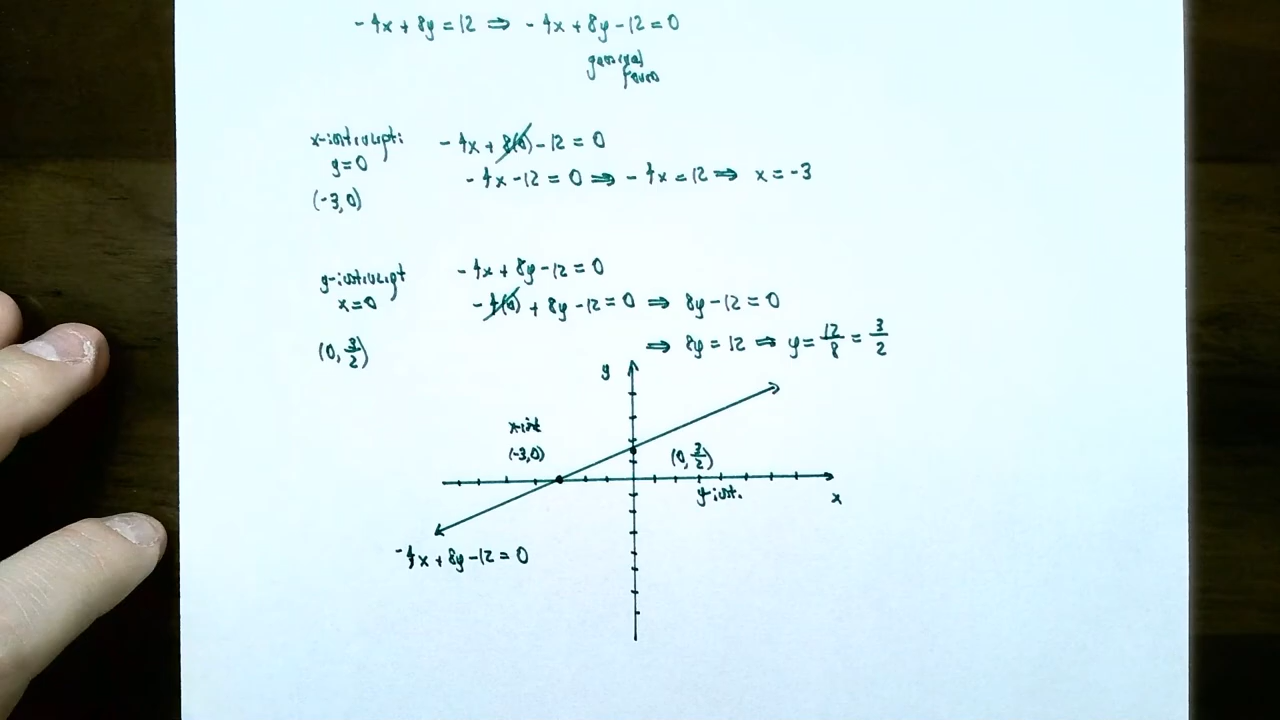 -4x + 8y = 12 ⇒ -4x + 8y - 12 = 0
general
form
x-intercept: -4x + 8(0) - 12 = 0
y=0
-4x - 12 = 0 ⇒ -4x = 12 ⇒ x = -3
(-3,0)
y-intercept -4x + 8y - 12 = 0
x=0 -4(0) + 8y - 12 = 0 ⇒ 8y - 12 = 0
(0, 3/2) ⇒ 8y = 12 ⇒ y = 12/8 = 3/2
y
x-int
(-3,0) (0, 3/2)
y-int.
x
-4x + 8y - 12 = 0